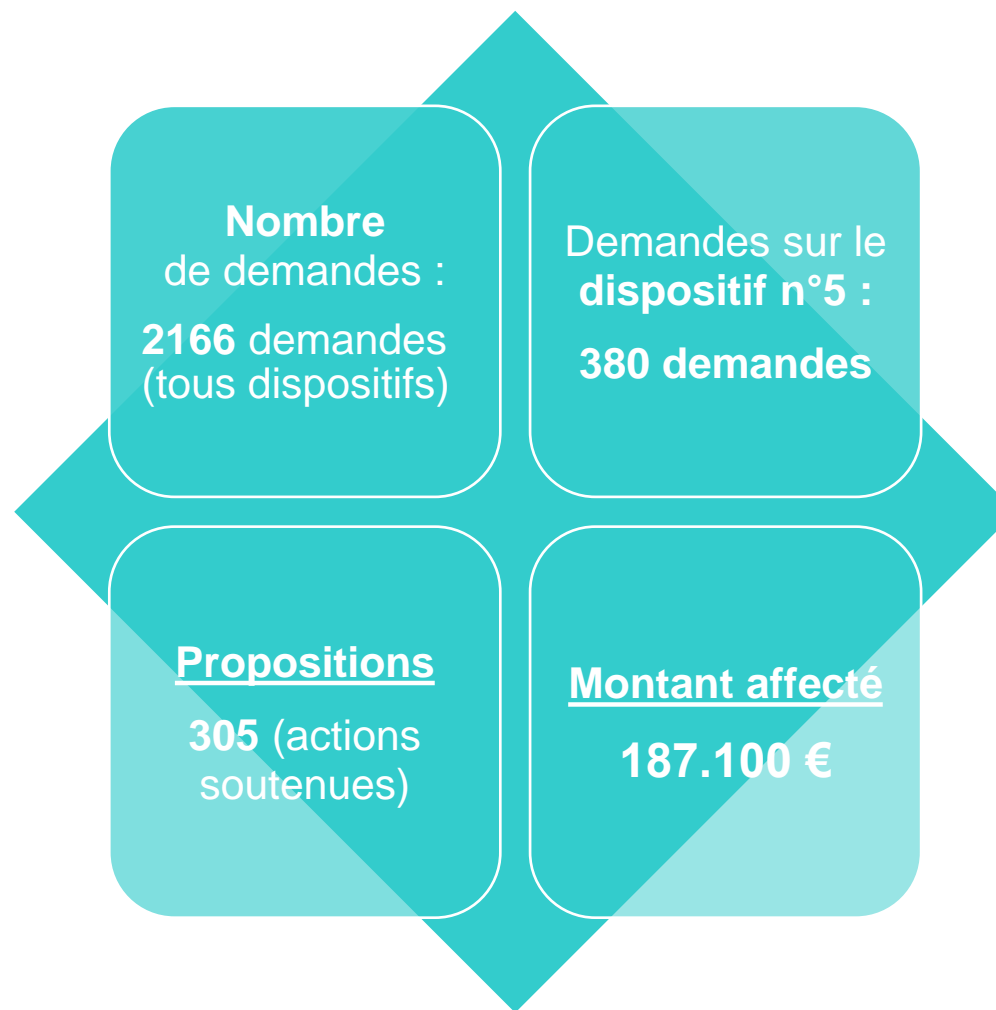 Nombre
de demandes :
2166 demandes
(tous dispositifs)
Demandes sur le
dispositif n°5 :
380 demandes
Propositions
305 (actions
soutenues)
Montant affecté
187.100 €